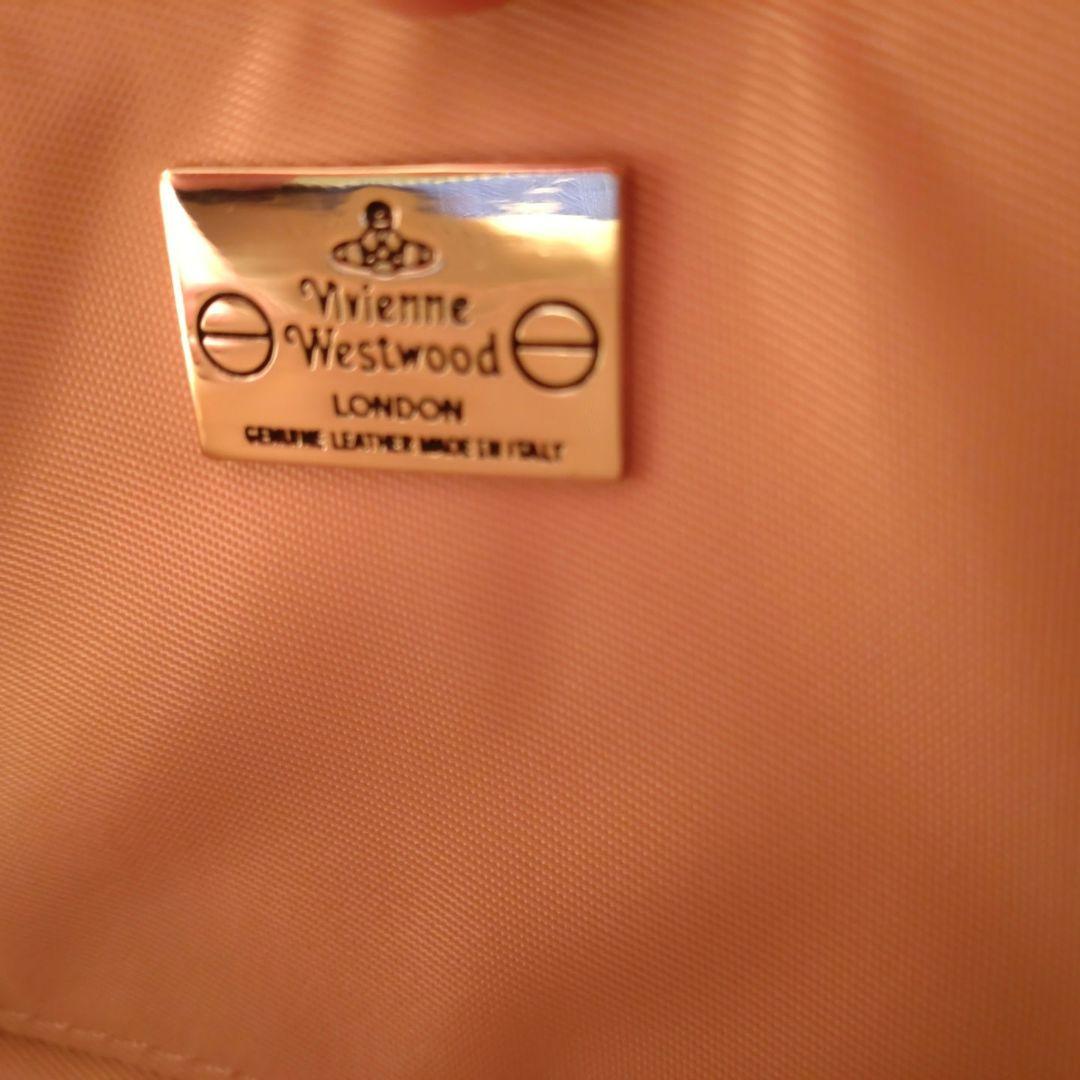 Vivienne
Westwood
LONDON
GENUINE LEATHER MADE IN ITALY